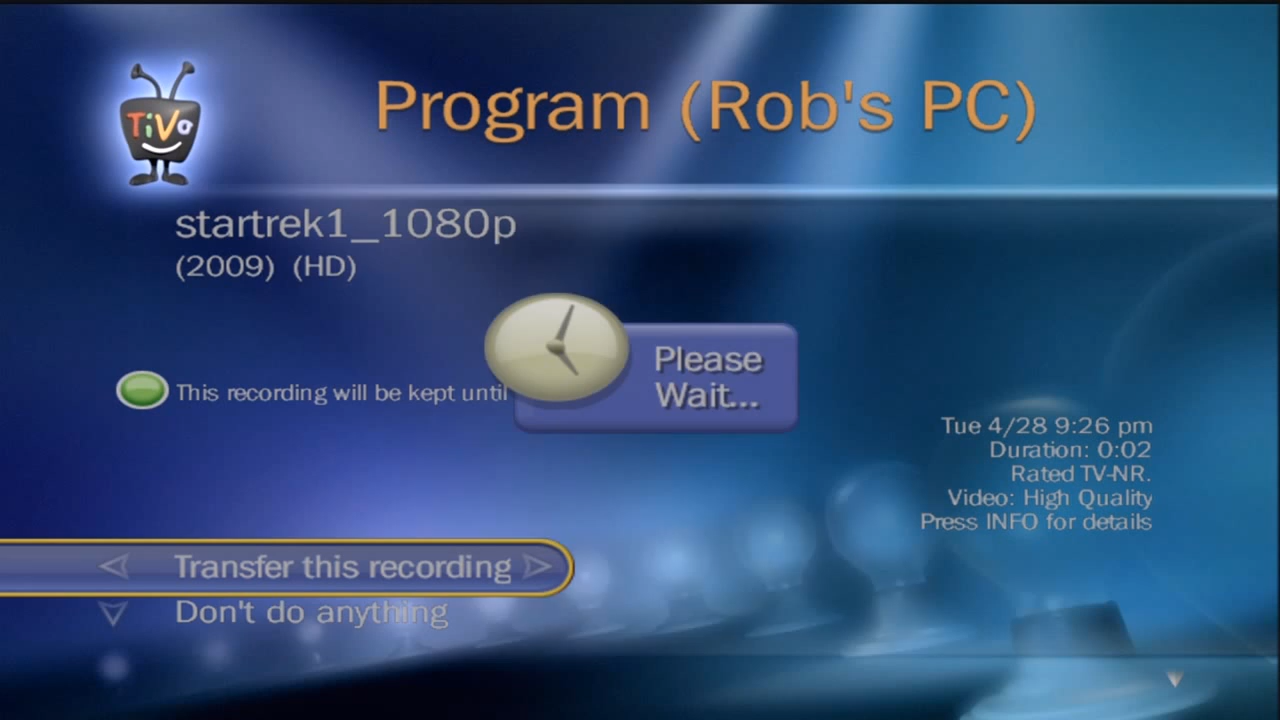 TiVo
Program (Rob's PC)
startrek1_1080p
(2009) (HD)
Please
Wait...
This recording will be kept until
Tue 4/28 9:26 pm
Duration: 0:02
Rated TV-NR.
Video: High Quality
Press INFO for details
Transfer this recording
Don't do anything